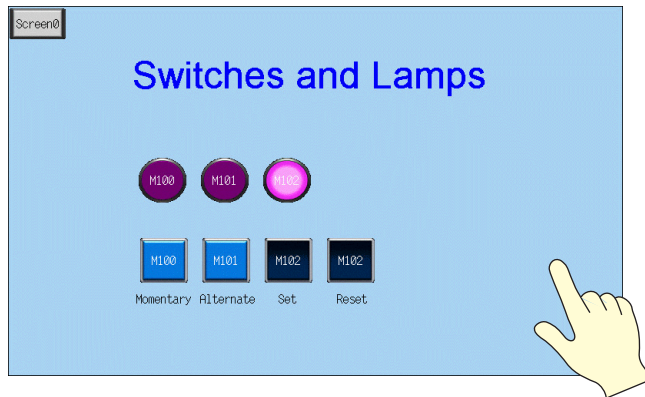 Screen0
Switches and Lamps
M100 M101 M102
M100 M101 M102 M102
Momentary Alternate Set Reset